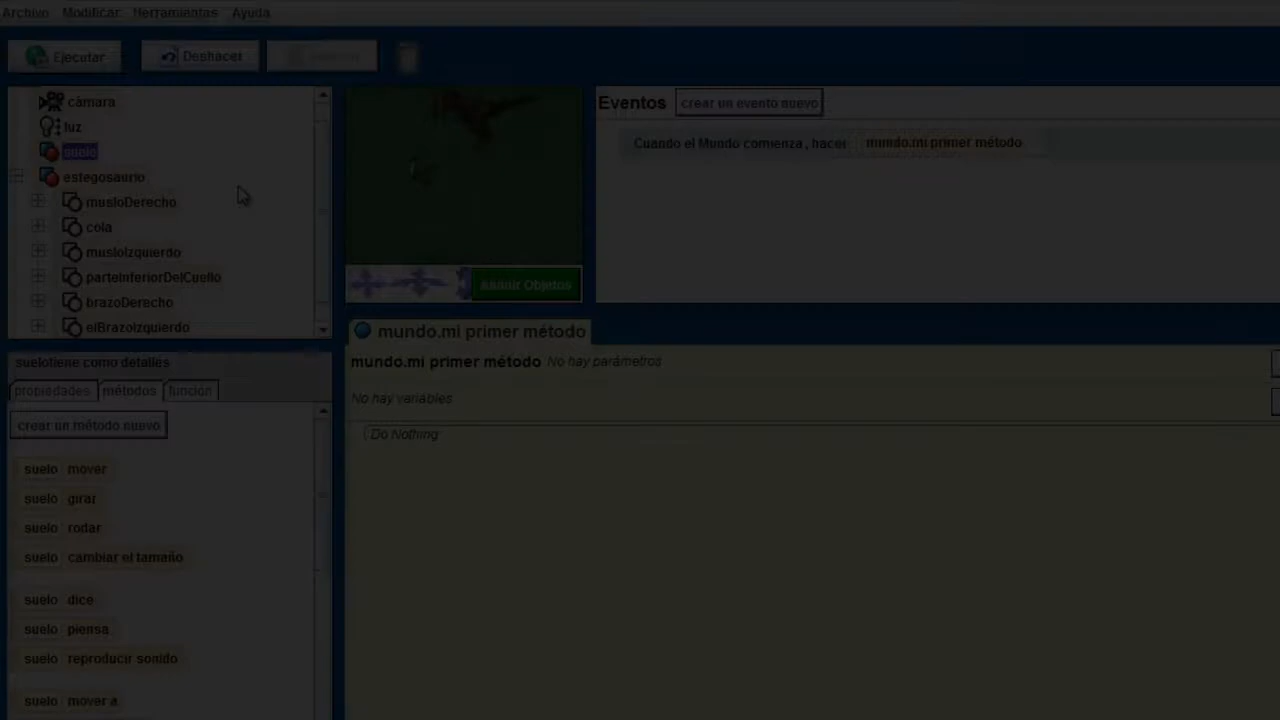 Archivo Modificar Herramientas Ayuda
Ejecutar Deshacer
cámara
luz
suelo
estegosaurio
musloDerecho
cola
musloIzquierdo
parteInferiorDelCuello
brazoDerecho
elBrazoIzquierdo
Añadir Objetos
Eventos crear un evento nuevo
Cuando el Mundo comienza , hacer mundo.mi primer método
suelotiene como detalles
propiedades métodos función
crear un método nuevo
suelo mover
suelo girar
suelo rodar
suelo cambiar el tamaño
suelo dice
suelo piensa
suelo reproducir sonido
suelo mover a
mundo.mi primer método
mundo.mi primer método No hay parámetros
No hay variables
Do Nothing